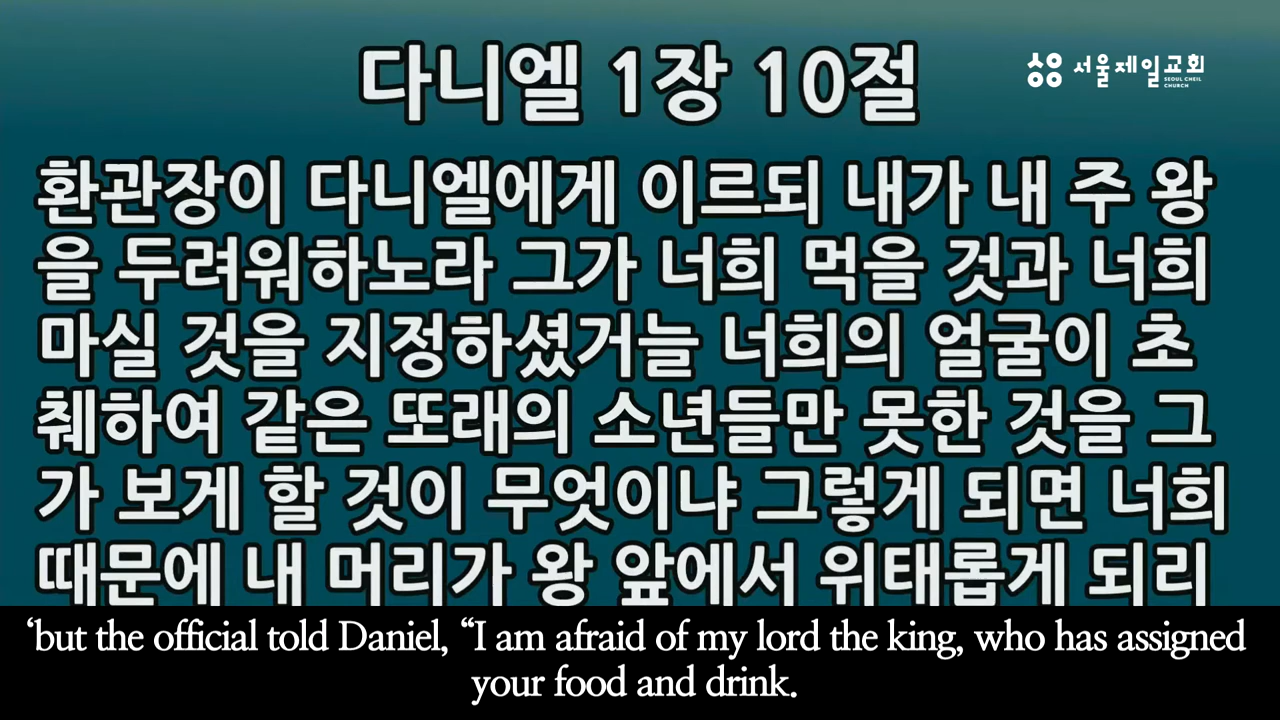 다니엘 1장 10절
서울제일교회
SEOUL CHEIL
CHURCH
환관장이 다니엘에게 이르되 내가 내 주 왕
을 두려워하노라 그가 너희 먹을 것과 너희
마실 것을 지정하셨거늘 너희의 얼굴이 초
췌하여 같은 또래의 소년들만 못한 것을 그
가 보게 할 것이 무엇이냐 그렇게 되면 너희
때문에 내 머리가 왕 앞에서 위태롭게 되리
‘but the official told Daniel, “I am afraid of my lord the king, who has assigned
your food and drink.